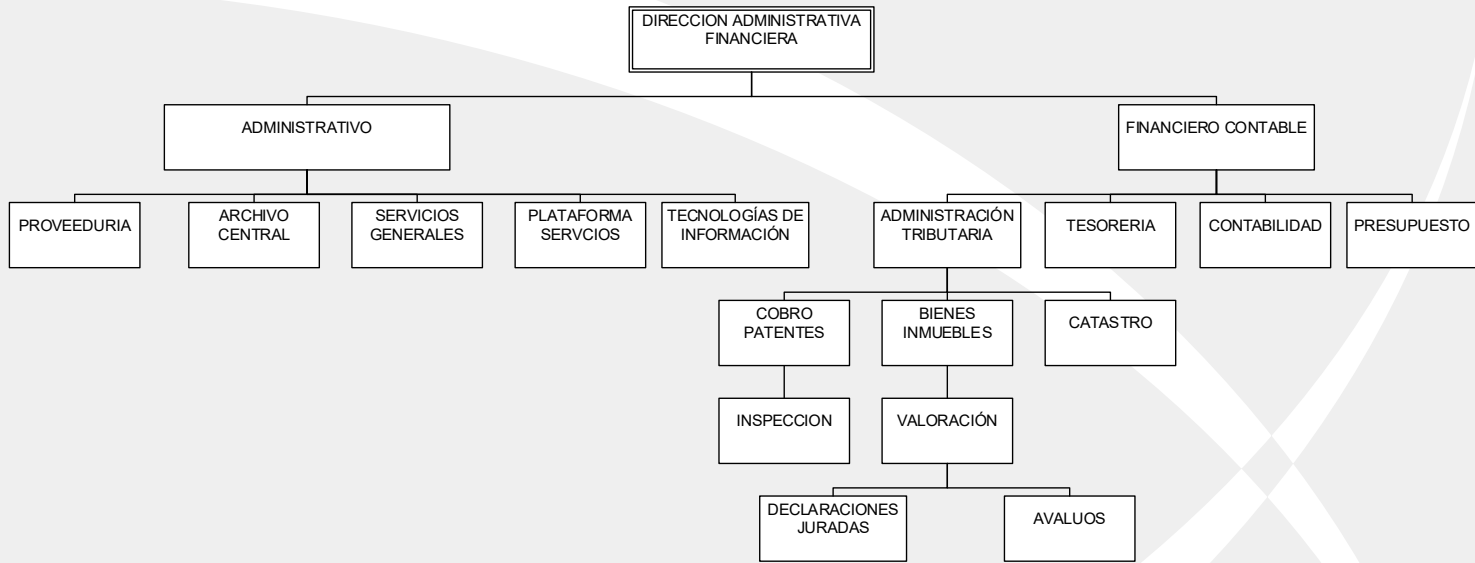 DIRECCION ADMINISTRATIVA
FINANCIERA
ADMINISTRATIVO
FINANCIERO CONTABLE
PROVEEDURIA
ARCHIVO
CENTRAL
SERVICIOS
GENERALES
PLATAFORMA
SERVCIOS
TECNOLOGÍAS DE
INFORMACIÓN
ADMINISTRACIÓN
TRIBUTARIA
TESORERIA
CONTABILIDAD
PRESUPUESTO
COBRO
PATENTES
BIENES
INMUEBLES
CATASTRO
INSPECCION
VALORACIÓN
DECLARACIONES
JURADAS
AVALUOS